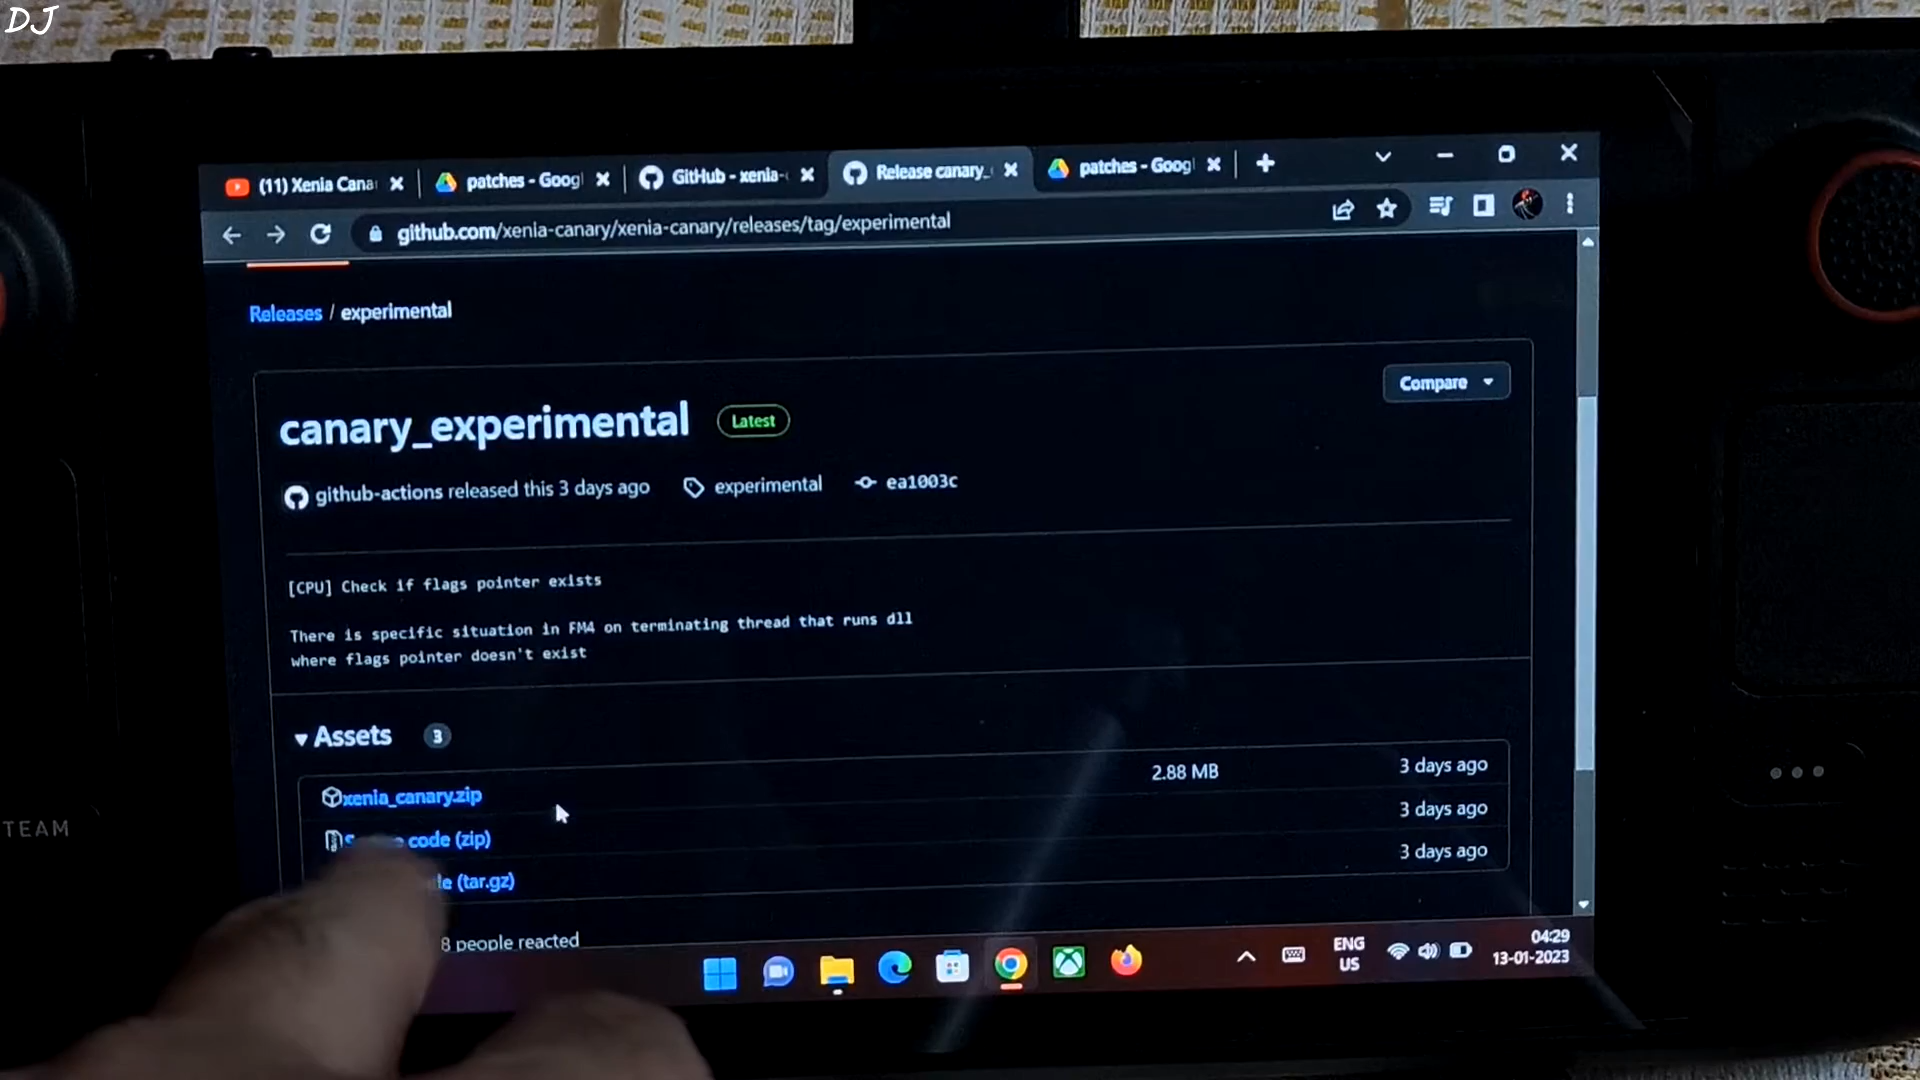 DJ
(11) Xenia Cana
patches - Googl
GitHub - xenia-
Release canary_
patches - Googl
github.com/xenia-canary/xenia-canary/releases/tag/experimental
Releases / experimental
Compare
canary_experimental Latest
github-actions released this 3 days ago experimental ea1003c
[CPU] Check if flags pointer exists
There is specific situation in FM4 on terminating thread that runs dll
where flags pointer doesn't exist
Assets 3
xenia_canary.zip 2.88 MB 3 days ago
code (zip) 3 days ago
(tar.gz) 3 days ago
8 people reacted
TEAM
ENG
US
04:29
13-01-2023